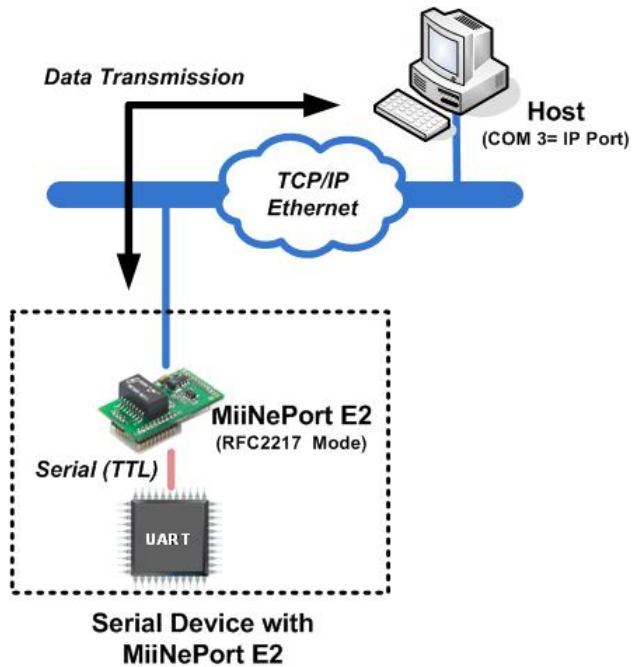 Data Transmission
Host
(COM 3= IP Port)
TCP/IP
Ethernet
MiiNePort E2
(RFC2217 Mode)
Serial (TTL)
UART
Serial Device with
MiiNePort E2